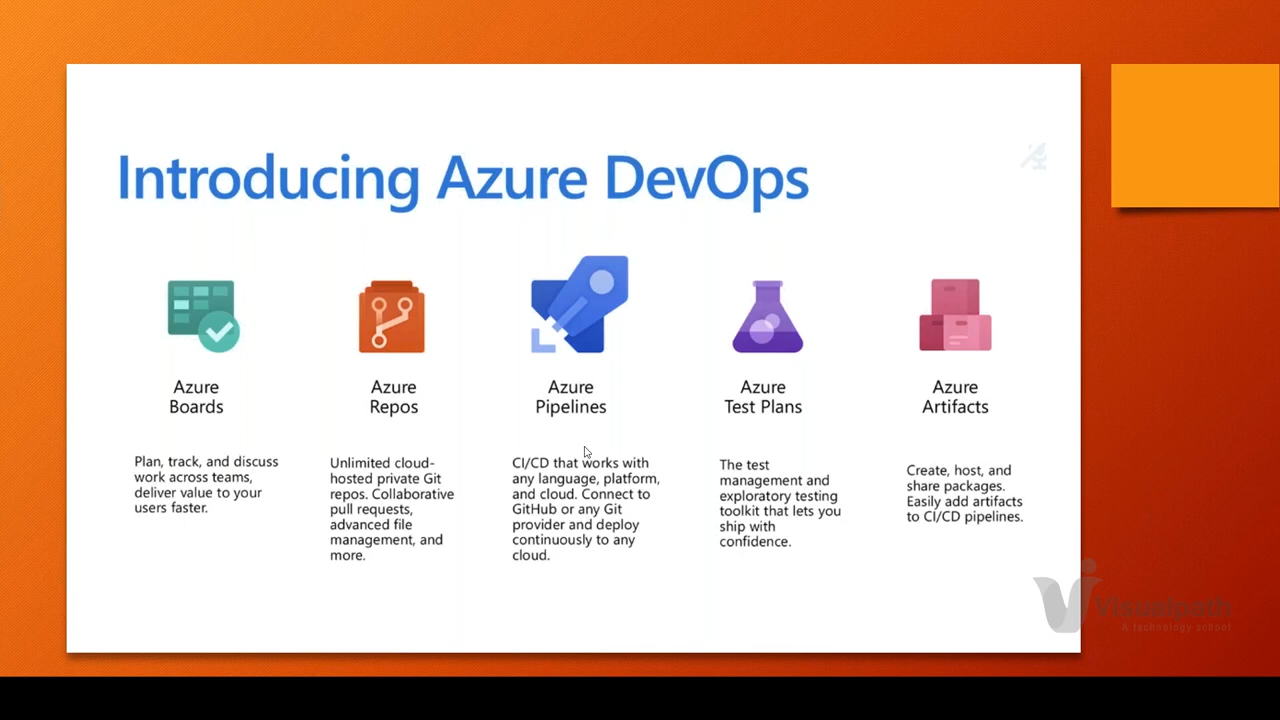 Introducing Azure DevOps
Azure
Boards
Plan, track, and discuss
work across teams,
deliver value to your
users faster.
Azure
Repos
Unlimited cloud-
hosted private Git
repos. Collaborative
pull requests,
advanced file
management, and
more.
Azure
Pipelines
CI/CD that works with
any language, platform,
and cloud. Connect to
GitHub or any Git
provider and deploy
continuously to any
cloud.
Azure
Test Plans
The test
management and
exploratory testing
toolkit that lets you
ship with
confidence.
Azure
Artifacts
Create, host, and
share packages.
Easily add artifacts
to CI/CD pipelines.
Visualpath
A technology school